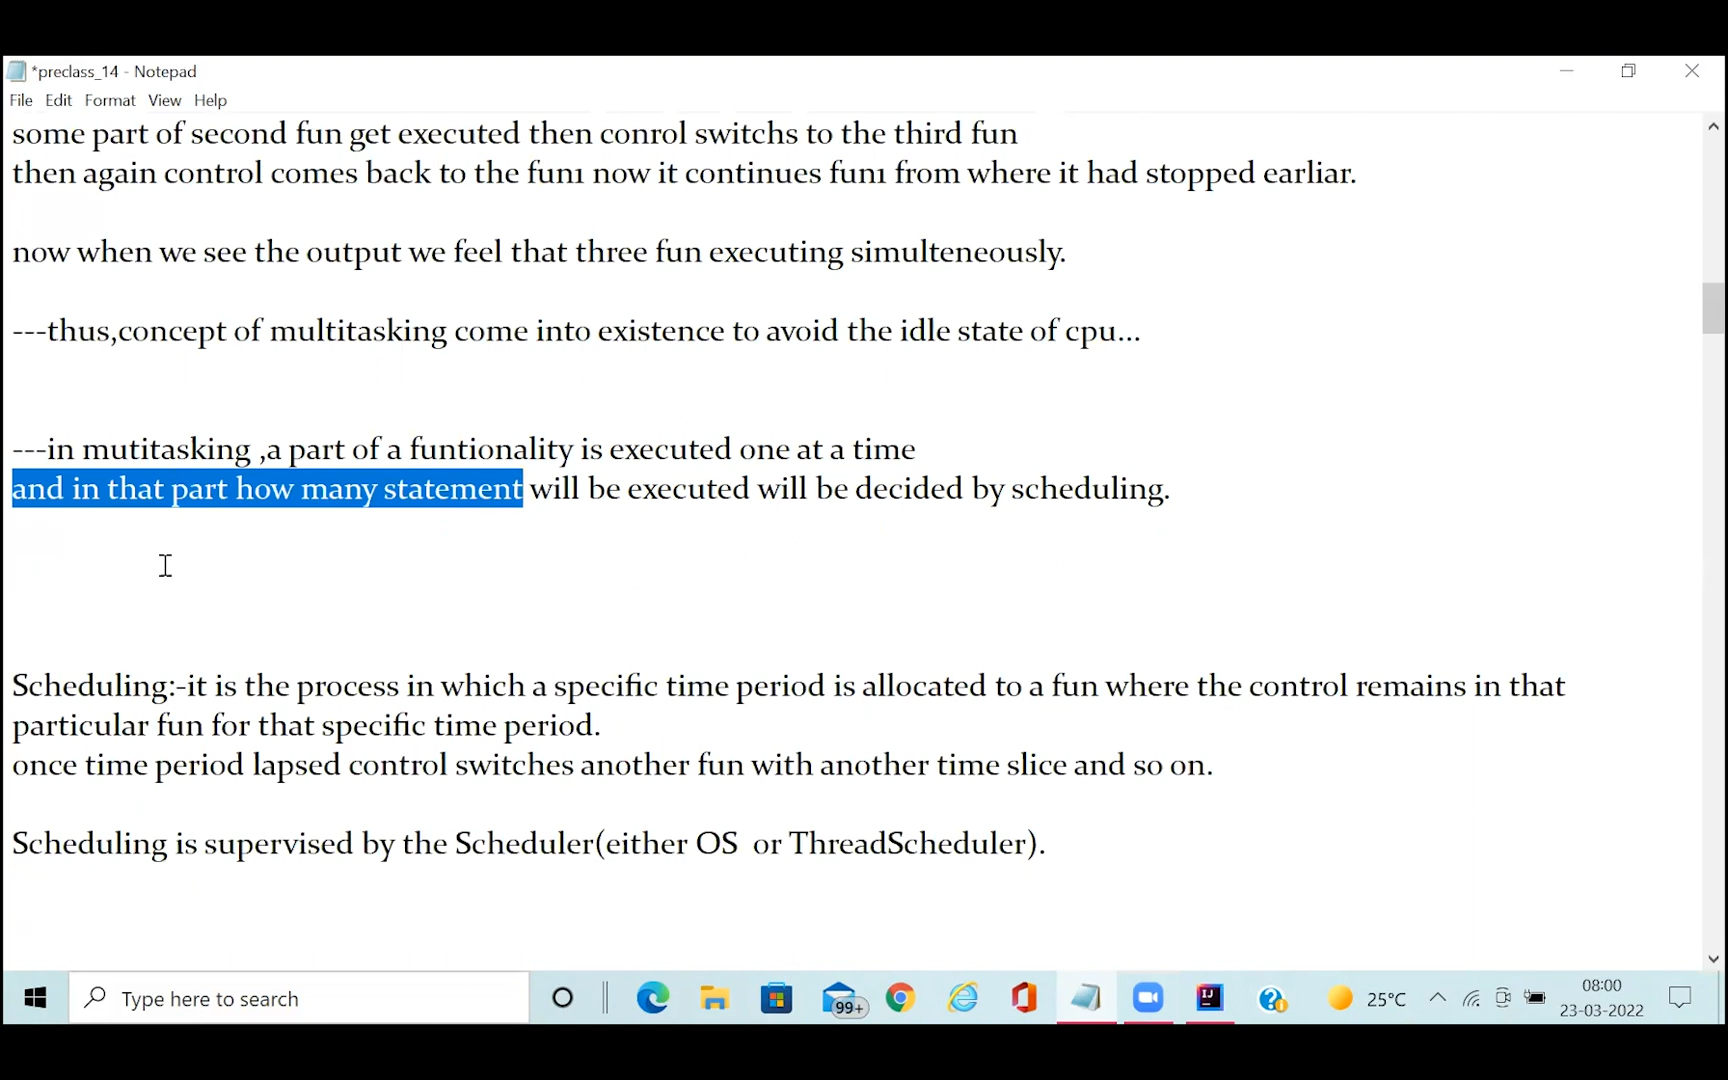 *preclass_14 - Notepad
File Edit Format View Help
some part of second fun get executed then conrol switchs to the third fun
then again control comes back to the fun1 now it continues fun1 from where it had stopped earliar.
now when we see the output we feel that three fun executing simulteneously.
---thus,concept of multitasking come into existence to avoid the idle state of cpu...
---in mutitasking ,a part of a funtionality is executed one at a time
and in that part how many statement will be executed will be decided by scheduling.
Scheduling:-it is the process in which a specific time period is allocated to a fun where the control remains in that
particular fun for that specific time period.
once time period lapsed control switches another fun with another time slice and so on.
Scheduling is supervised by the Scheduler(either OS  or ThreadScheduler).
Type here to search
99+
IJ
25°C
08:00
23-03-2022